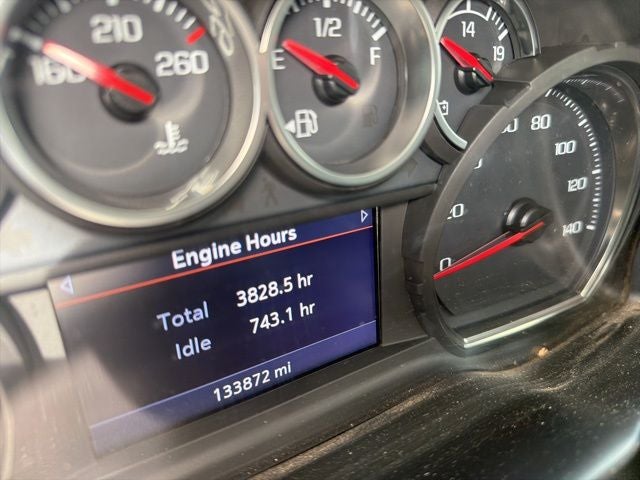 160 210 260
E 1/2 F
14 19
80 100 120 140
0
Engine Hours
Total 3828.5 hr
Idle 743.1 hr
133872 mi